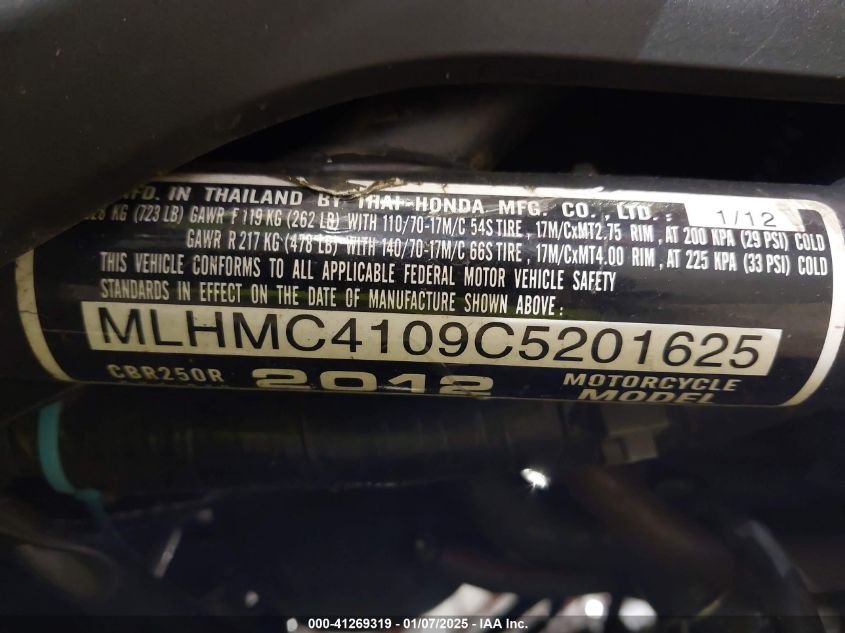 MFD. IN THAILAND BY THAI-HONDA MFG. CO., LTD.: 1/12
KG (723 LB) GAWR F 119 KG (262 LB) WITH 110/70-17M/C 54S TIRE, 17M/CxMT2.75 RIM, AT 200 KPA (29 PSI) COLD
GAWR R 217 KG (478 LB) WITH 140/70-17M/C 66S TIRE, 17M/CxMT4.00 RIM, AT 225 KPA (33 PSI) COLD
THIS VEHICLE CONFORMS TO ALL APPLICABLE FEDERAL MOTOR VEHICLE SAFETY
STANDARDS IN EFFECT ON THE DATE OF MANUFACTURE SHOWN ABOVE:
MLHMC4109C5201625
CBR250R 2012 MOTORCYCLE
MODEL
000-41269319 - 01/07/2025 - IAA Inc.